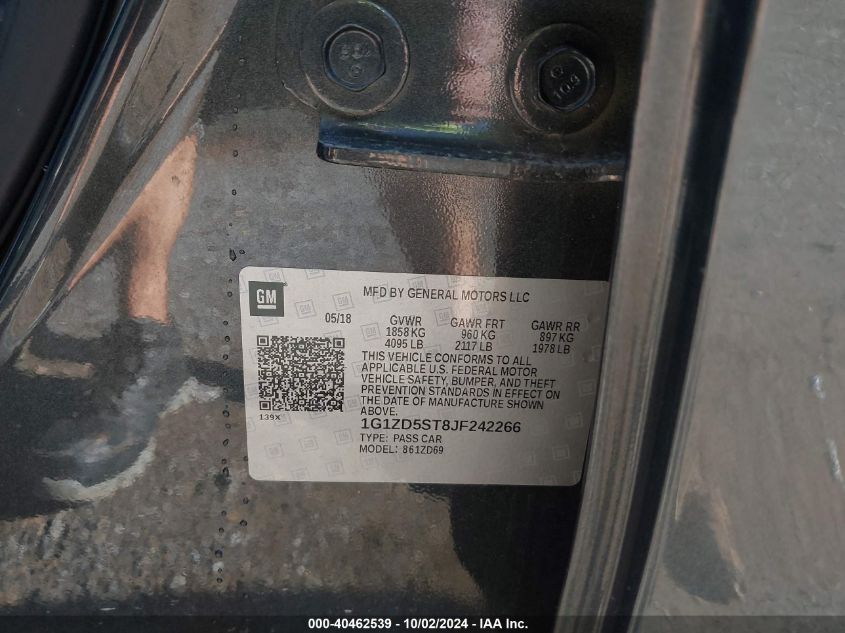 GM
MFD BY GENERAL MOTORS LLC
05/18 GVWR GAWR FRT GAWR RR
1858 KG 960 KG 897 KG
4095 LB 2117 LB 1978 LB
THIS VEHICLE CONFORMS TO ALL
APPLICABLE U.S. FEDERAL MOTOR
VEHICLE SAFETY, BUMPER, AND THEFT
PREVENTION STANDARDS IN EFFECT ON
THE DATE OF MANUFACTURE SHOWN
ABOVE.
139X
1G1ZD5ST8JF242266
TYPE: PASS CAR
MODEL: 861ZD69
000-40462539 - 10/02/2024 - IAA Inc.